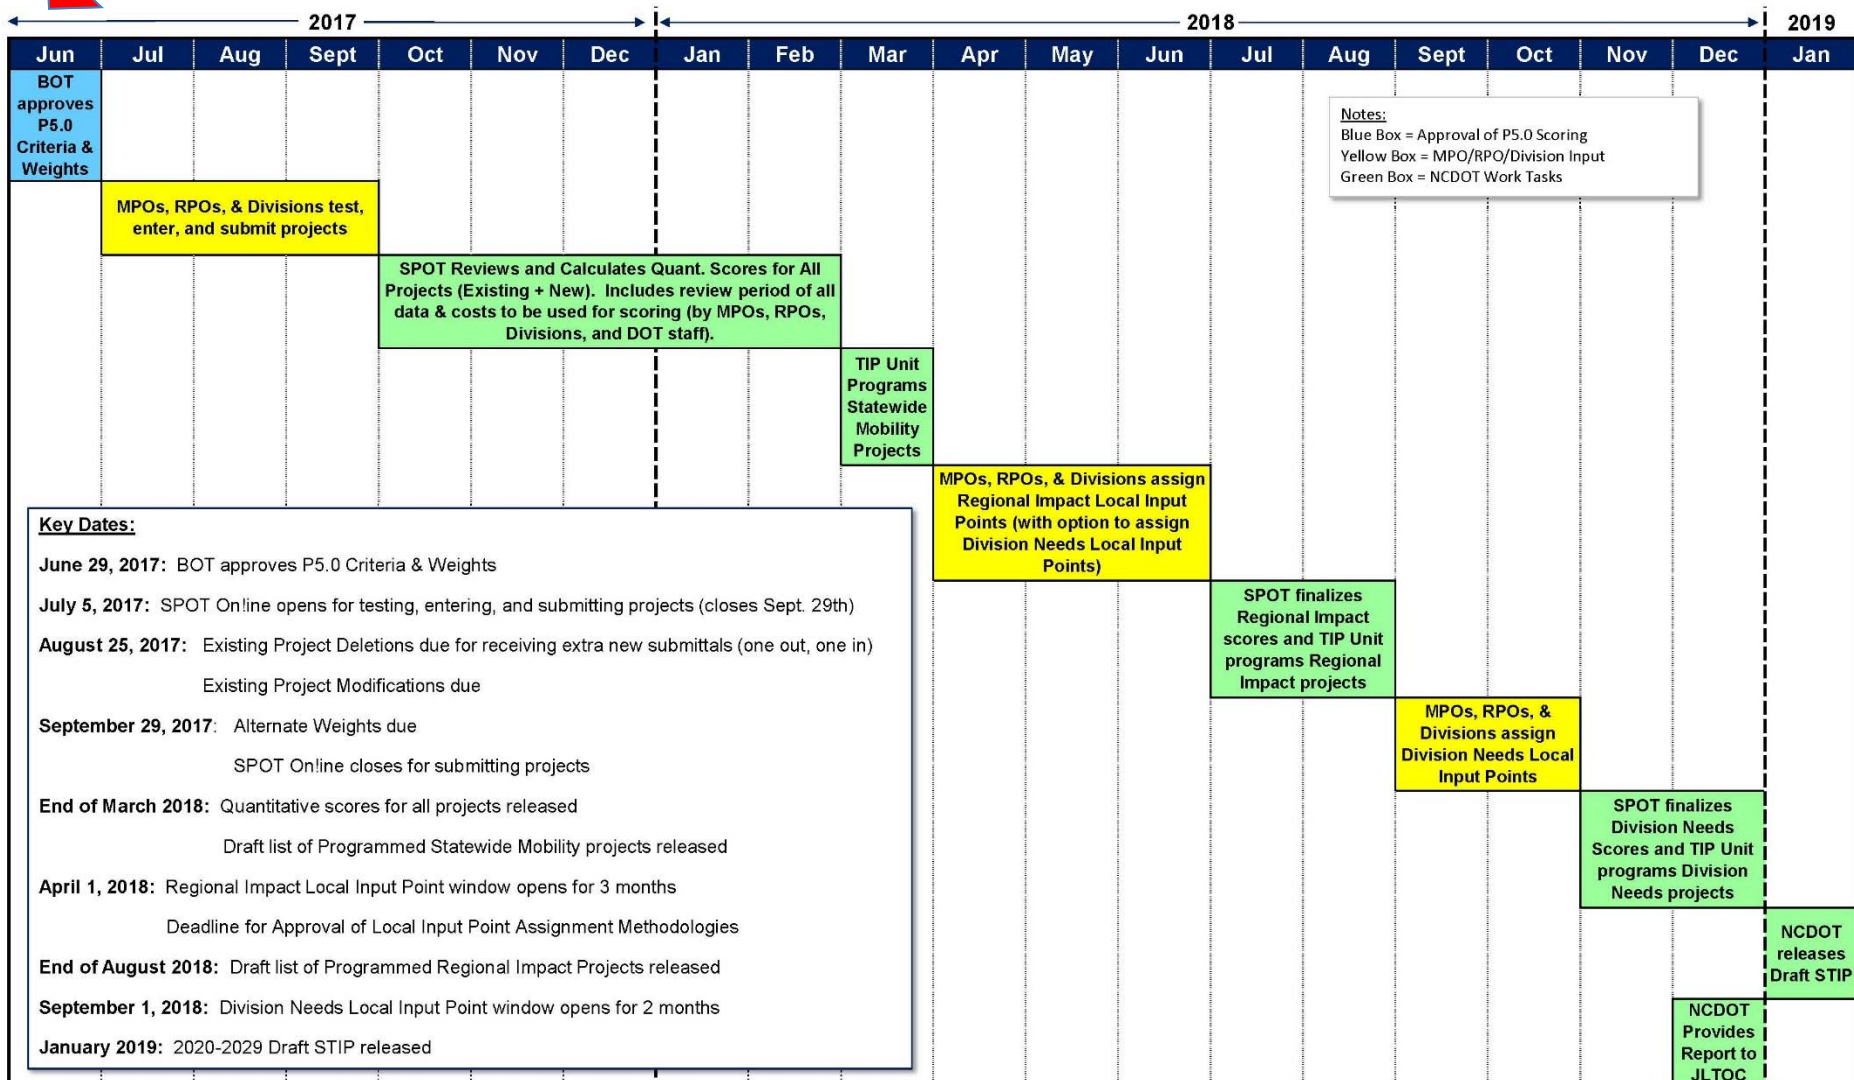 2017
2018
2019
Jun Jul Aug Sept Oct Nov Dec Jan Feb Mar Apr May Jun Jul Aug Sept Oct Nov Dec Jan
BOT
approves
P5.0
Criteria &
Weights
Notes:
Blue Box = Approval of P5.0 Scoring
Yellow Box = MPO/RPO/Division Input
Green Box = NCDOT Work Tasks
MPOs, RPOs, & Divisions test,
enter, and submit projects
SPOT Reviews and Calculates Quant. Scores for All
Projects (Existing + New). Includes review period of all
data & costs to be used for scoring (by MPOs, RPOs,
Divisions, and DOT staff).
TIP Unit
Programs
Statewide
Mobility
Projects
MPOs, RPOs, & Divisions assign
Regional Impact Local Input
Points (with option to assign
Division Needs Local Input
Points)
SPOT finalizes
Regional Impact
scores and TIP Unit
programs Regional
Impact projects
MPOs, RPOs, &
Divisions assign
Division Needs Local
Input Points
SPOT finalizes
Division Needs
Scores and TIP Unit
programs Division
Needs projects
NCDOT
releases
Draft STIP
NCDOT
Provides
Report to
JLTOC
Key Dates:
June 29, 2017: BOT approves P5.0 Criteria & Weights
July 5, 2017: SPOT On!ine opens for testing, entering, and submitting projects (closes Sept. 29th)
August 25, 2017: Existing Project Deletions due for receiving extra new submittals (one out, one in)
Existing Project Modifications due
September 29, 2017: Alternate Weights due
SPOT On!ine closes for submitting projects
End of March 2018: Quantitative scores for all projects released
Draft list of Programmed Statewide Mobility projects released
April 1, 2018: Regional Impact Local Input Point window opens for 3 months
Deadline for Approval of Local Input Point Assignment Methodologies
End of August 2018: Draft list of Programmed Regional Impact Projects released
September 1, 2018: Division Needs Local Input Point window opens for 2 months
January 2019: 2020-2029 Draft STIP released